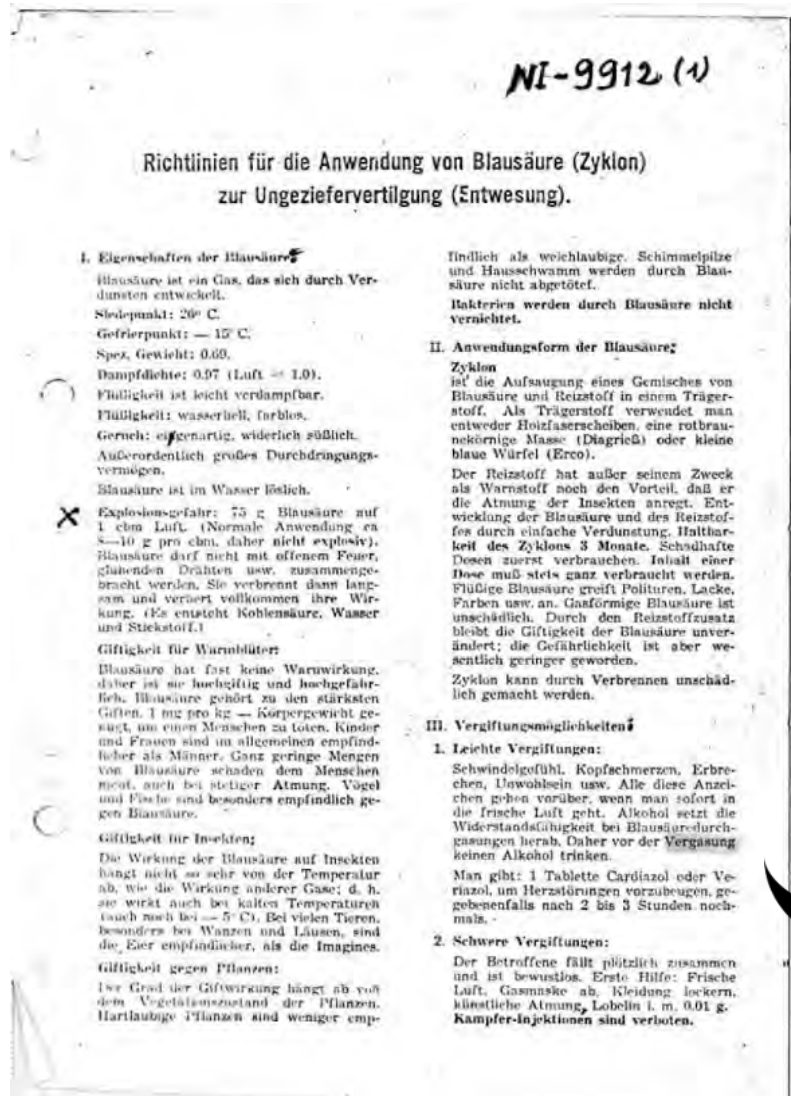 NI-9912 (1)
Richtlinien für die Anwendung von Blausäure (Zyklon)
zur Ungeziefervertilgung (Entwesung).
I. Eigenschaften der Blausäure:
Blausäure ist ein Gas, das sich durch Ver-
dunsten entwickelt.
Siedepunkt: 26° C.
Gefrierpunkt: — 15° C.
Spez. Gewicht: 0.69.
Dampfdichte: 0.97 (Luft = 1.0).
Flüßigkeit ist leicht verdampfbar.
Flüßigkeit: wasserhell, farblos.
Geruch: eigenartig, widerlich süßlich.
Außerordentlich großes Durchdringungs-
vermögen.
Blausäure ist im Wasser löslich.
Explosionsgefahr: 75 g Blausäure auf
1 cbm Luft. (Normale Anwendung ca
8—10 g pro cbm, daher nicht explosiv).
Blausäure darf nicht mit offenem Feuer,
glühenden Drähten usw. zusammenge-
bracht werden. Sie verbrennt dann lang-
sam und verliert vollkommen ihre Wir-
kung. (Es entsteht Kohlensäure, Wasser
und Stickstoff.)
Giftigkeit für Warmblüter:
Blausäure hat fast keine Warnwirkung,
daher ist sie hochgiftig und hochgefähr-
lich. Blausäure gehört zu den stärksten
Giften. 1 mg pro kg — Körpergewicht ge-
nügt, um einen Menschen zu töten. Kinder
und Frauen sind im allgemeinen empfind-
licher als Männer. Ganz geringe Mengen
von Blausäure schaden dem Menschen
nicht, auch bei stetiger Atmung. Vögel
und Fische sind besonders empfindlich ge-
gen Blausäure.
Giftigkeit für Insekten:
Die Wirkung der Blausäure auf Insekten
hängt nicht so sehr von der Temperatur
ab, wie die Wirkung anderer Gase; d. h.
sie wirkt auch bei kalten Temperaturen
(auch noch bei — 5° C). Bei vielen Tieren,
besonders bei Wanzen und Läusen, sind
die Eier empfindlicher, als die Imagines.
Giftigkeit gegen Pflanzen:
Der Grad der Giftwirkung hängt ab von
dem Vegetationszustand der Pflanzen.
Hartlaubige Pflanzen sind weniger emp-
findlich als weichlaubige. Schimmelpilze
und Hausschwamm werden durch Blau-
säure nicht abgetötet.
Bakterien werden durch Blausäure nicht
vernichtet.
II. Anwendungsform der Blausäure:
Zyklon
ist die Aufsaugung eines Gemisches von
Blausäure und Reizstoff in einem Träger-
stoff. Als Trägerstoff verwendet man
entweder Holzfaserscheiben, eine rotbrau-
nekörnige Masse (Diagrieß) oder kleine
blaue Würfel (Erco).
Der Reizstoff hat außer seinem Zweck
als Warnstoff noch den Vorteil, daß er
die Atmung der Insekten anregt. Ent-
wicklung der Blausäure und des Reizstof-
fes durch einfache Verdunstung. Haltbar-
keit des Zyklons 3 Monate. Schadhafte
Dosen zuerst verbrauchen. Inhalt einer
Dose muß stets ganz verbraucht werden.
Flüßige Blausäure greift Polituren, Lacke,
Farben usw. an. Gasförmige Blausäure ist
unschädlich. Durch den Reizstoffzusatz
bleibt die Giftigkeit der Blausäure unver-
ändert; die Gefährlichkeit ist aber we-
sentlich geringer geworden.
Zyklon kann durch Verbrennen unschäd-
lich gemacht werden.
III. Vergiftungsmöglichkeiten:
1. Leichte Vergiftungen:
Schwindelgefühl, Kopfschmerzen, Erbre-
chen, Unwohlsein usw. Alle diese Anzei-
chen gehen vorüber, wenn man sofort in
die frische Luft geht. Alkohol setzt die
Widerstandsfähigkeit bei Blausäuredurch-
gasungen herab. Daher vor der Vergasung
keinen Alkohol trinken.
Man gibt: 1 Tablette Cardiazol oder Ve-
riazol, um Herzstörungen vorzubeugen, ge-
gebenenfalls nach 2 bis 3 Stunden noch-
mals.
2. Schwere Vergiftungen:
Der Betroffene fällt plötzlich zusammen
und ist bewustlos. Erste Hilfe: Frische
Luft, Gasmaske ab, Kleidung lockern,
künstliche Atmung, Lobelin i. m. 0.01 g.
Kampfer-Injektionen sind verboten.